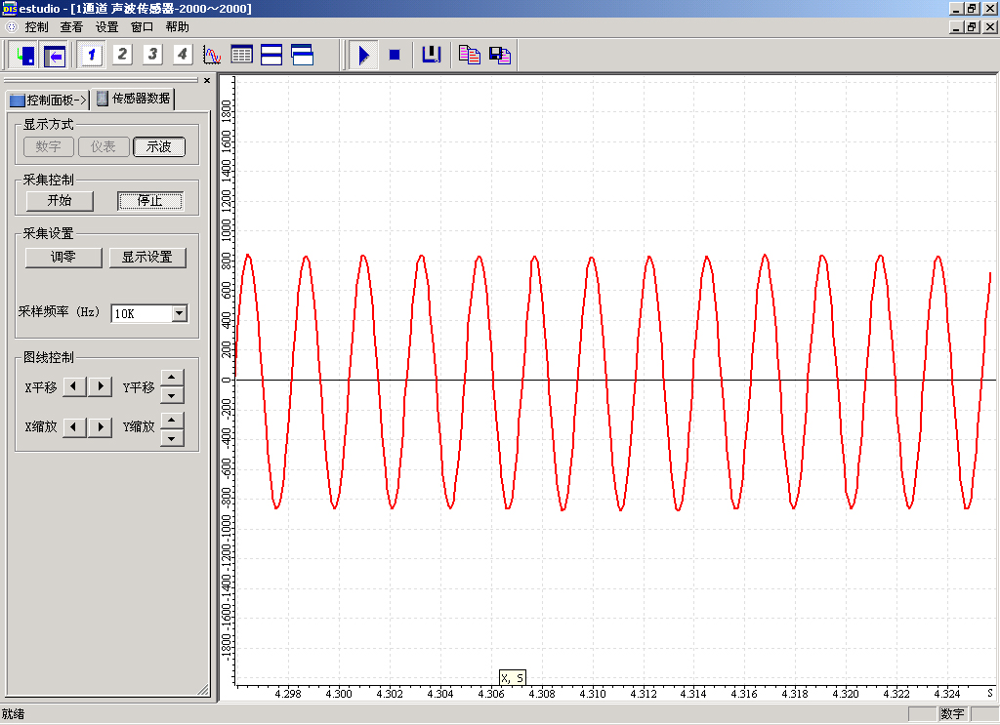 estudio - [1通道 声波传感器-2000～2000]
控制 查看 设置 窗口 帮助
1 2 3 4
控制面板-> 传感器数据
显示方式
数字 仪表 示波
采集控制
开始 停止
采集设置
调零 显示设置
采样频率 (Hz) 10K
图线控制
X平移 Y平移
X缩放 Y缩放
1800
1600
1400
1200
1000
800
600
400
200
0
-200
-400
-600
-800
-1000
-1200
-1400
-1600
-1800
X, S
4.298 4.300 4.302 4.304 4.306 4.308 4.310 4.312 4.314 4.316 4.318 4.320 4.322 4.324 S
就绪 数字